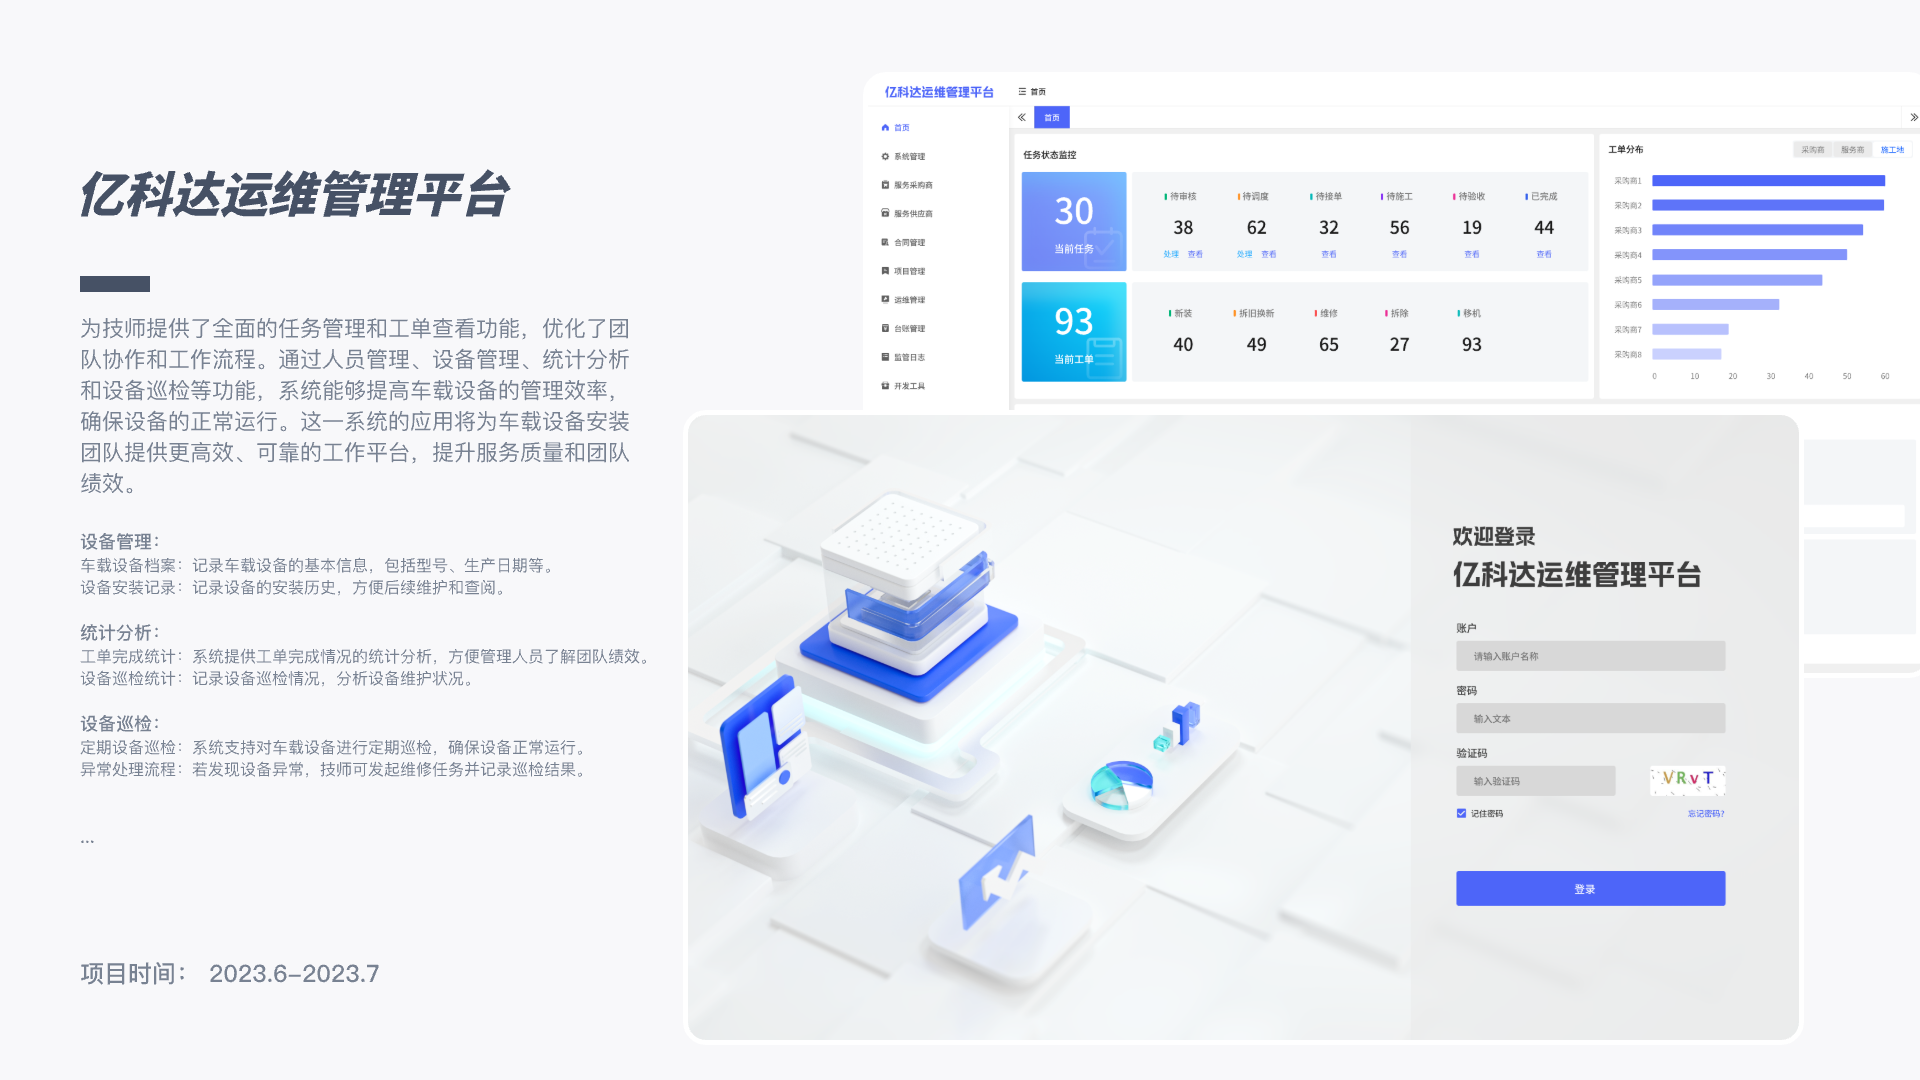 亿科达运维管理平台
为技师提供了全面的任务管理和工单查看功能，优化了团
队协作和工作流程。通过人员管理、设备管理、统计分析
和设备巡检等功能，系统能够提高车载设备的管理效率，
确保设备的正常运行。这一系统的应用将为车载设备安装
团队提供更高效、可靠的工作平台，提升服务质量和团队
绩效。
设备管理：
车载设备档案：记录车载设备的基本信息，包括型号、生产日期等。
设备安装记录：记录设备的安装历史，方便后续维护和查阅。
统计分析：
工单完成统计：系统提供工单完成情况的统计分析，方便管理人员了解团队绩效。
设备巡检统计：记录设备巡检情况，分析设备维护状况。
设备巡检：
定期设备巡检：系统支持对车载设备进行定期巡检，确保设备正常运行。
异常处理流程：若发现设备异常，技师可发起维修任务并记录巡检结果。
...
项目时间： 2023.6-2023.7
亿科达运维管理平台
首页
首页
首页
系统管理
服务采购商
服务供应商
合同管理
项目管理
运维管理
台账管理
监管日志
开发工具
任务状态监控
30
当前任务
待审核 待调度 待接单 待施工 待验收 已完成
38 62 32 56 19 44
处理 查看 处理 查看 查看 查看 查看 查看
93
当前工单
新装 拆旧换新 维修 拆除 移机
40 49 65 27 93
工单分布
采购商 服务商 施工地
采购商1
采购商2
采购商3
采购商4
采购商5
采购商6
采购商7
采购商8
0 10 20 30 40 50 60
欢迎登录
亿科达运维管理平台
账户
请输入账户名称
密码
输入文本
验证码
输入验证码
VRvT
记住密码
忘记密码?
登录